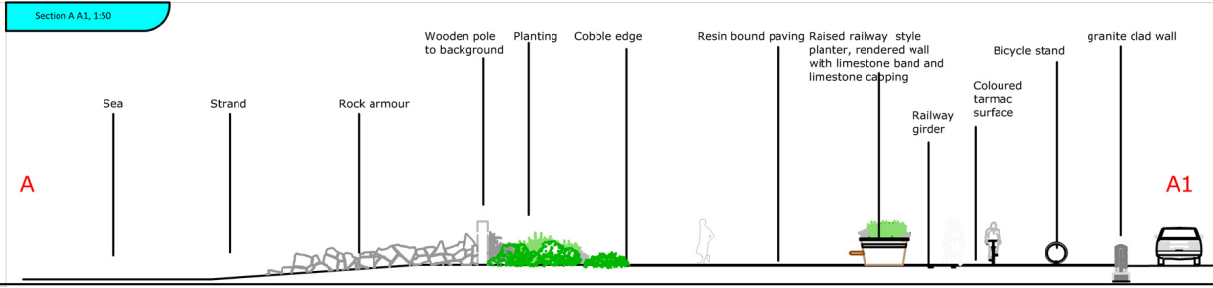 Section A A1, 1:50
Wooden pole
to background
Planting
Cobble edge
Resin bound paving
Raised railway style
planter, rendered wall
with limestone band and
limestone capping
Bicycle stand
granite clad wall
Sea
Strand
Rock armour
Railway
girder
Coloured
tarmac
surface
A
A1